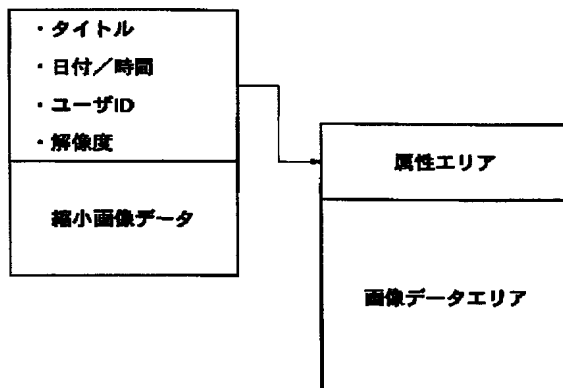 ・タイトル
・日付／時間
・ユーザID
・解像度
縮小画像データ
属性エリア
画像データエリア